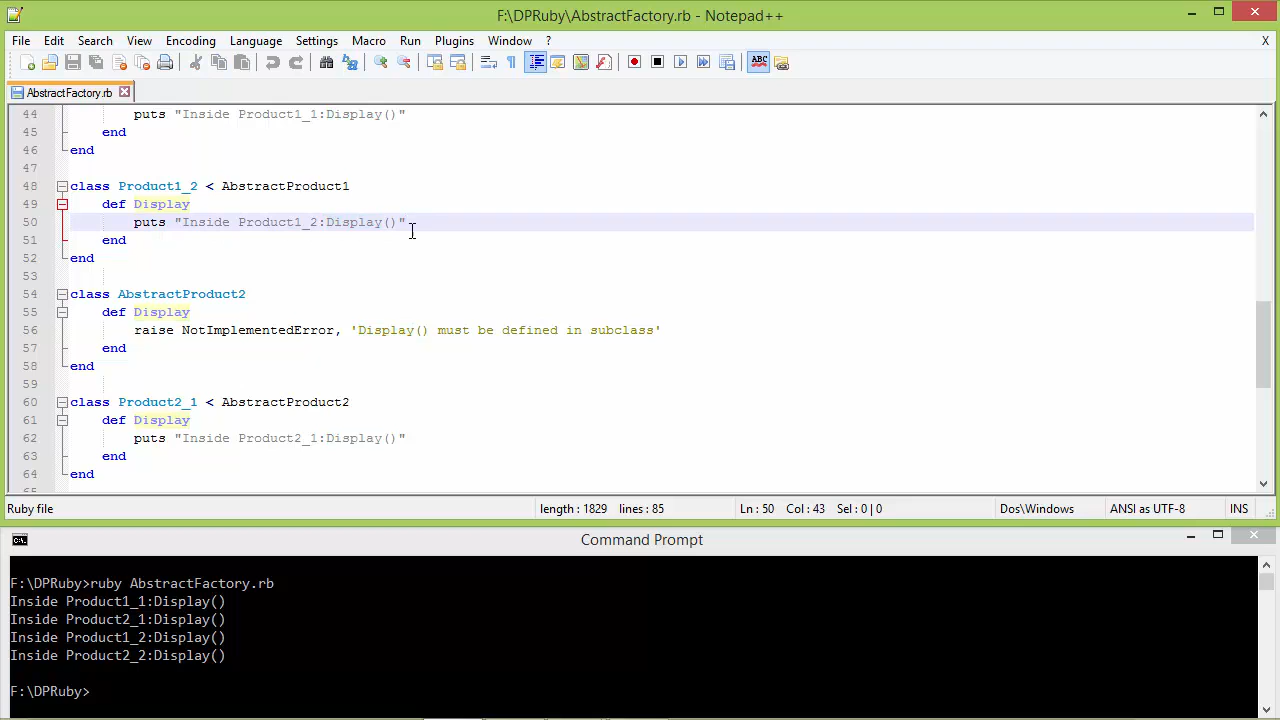 F:\DPRuby\AbstractFactory.rb - Notepad++
File Edit Search View Encoding Language Settings Macro Run Plugins Window ? X
ABC
AbstractFactory.rb
44 puts "Inside Product1_1:Display()"
45 end
46 end
47
48 class Product1_2 < AbstractProduct1
49 def Display
50 puts "Inside Product1_2:Display()"
51 end
52 end
53
54 class AbstractProduct2
55 def Display
56 raise NotImplementedError, 'Display() must be defined in subclass'
57 end
58 end
59
60 class Product2_1 < AbstractProduct2
61 def Display
62 puts "Inside Product2_1:Display()"
63 end
64 end
65
Ruby file length : 1829 lines : 85 Ln : 50 Col : 43 Sel : 0 | 0 Dos\Windows ANSI as UTF-8 INS
Command Prompt
F:\DPRuby>ruby AbstractFactory.rb
Inside Product1_1:Display()
Inside Product2_1:Display()
Inside Product1_2:Display()
Inside Product2_2:Display()
F:\DPRuby>